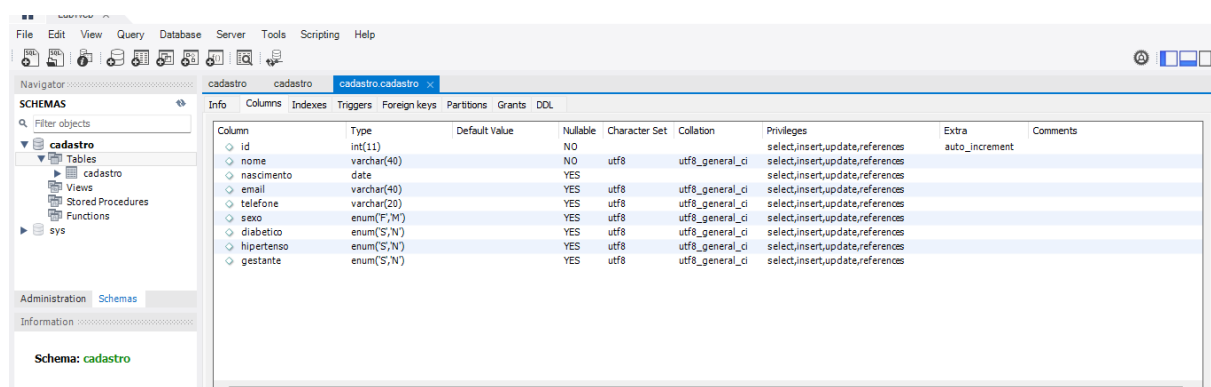 File Edit View Query Database Server Tools Scripting Help
Navigator
cadastro cadastro cadastro.cadastro
SCHEMAS
Info Columns Indexes Triggers Foreign keys Partitions Grants DDL
Filter objects
cadastro
Tables
cadastro
Views
Stored Procedures
Functions
sys
Column Type Default Value Nullable Character Set Collation Privileges Extra Comments
id int(11) NO select,insert,update,references auto_increment
nome varchar(40) NO utf8 utf8_general_ci select,insert,update,references
nascimento date YES select,insert,update,references
email varchar(40) YES utf8 utf8_general_ci select,insert,update,references
telefone varchar(20) YES utf8 utf8_general_ci select,insert,update,references
sexo enum('F','M') YES utf8 utf8_general_ci select,insert,update,references
diabetico enum('S','N') YES utf8 utf8_general_ci select,insert,update,references
hipertenso enum('S','N') YES utf8 utf8_general_ci select,insert,update,references
gestante enum('S','N') YES utf8 utf8_general_ci select,insert,update,references
Administration Schemas
Information
Schema: cadastro